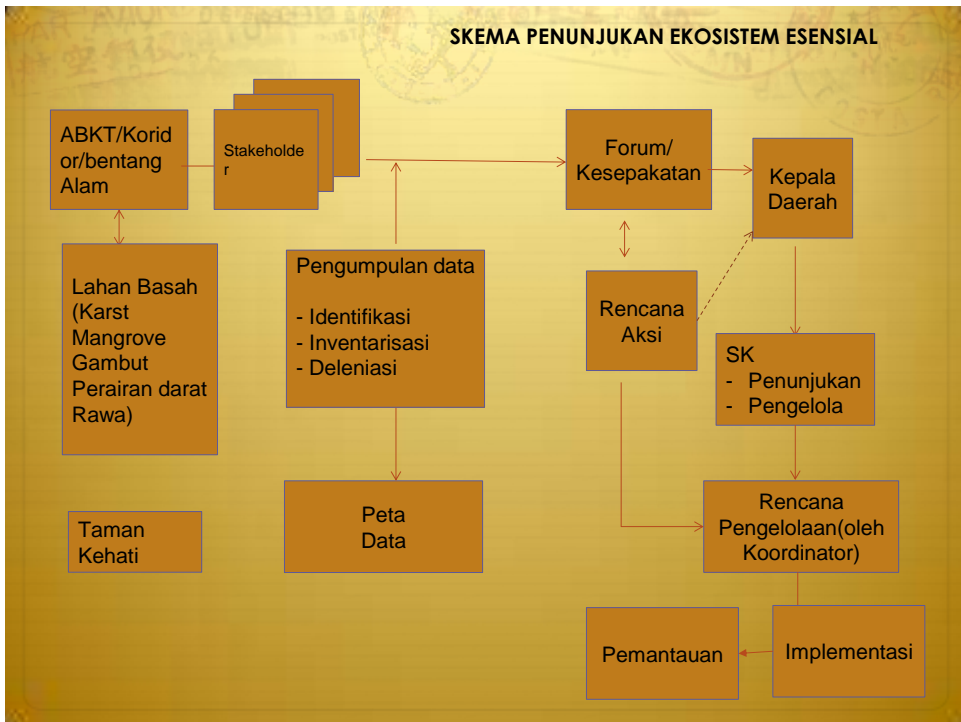 SKEMA PENUNJUKAN EKOSISTEM ESENSIAL
ABKT/Korid
or/bentang
Alam
Stakeholde
r
Forum/
Kesepakatan
Kepala
Daerah
Lahan Basah
(Karst
Mangrove
Gambut
Perairan darat
Rawa)
Pengumpulan data
- Identifikasi
- Inventarisasi
- Deleniasi
Rencana
Aksi
SK
- Penunjukan
- Pengelola
Taman
Kehati
Peta
Data
Rencana
Pengelolaan(oleh
Koordinator)
Pemantauan
Implementasi